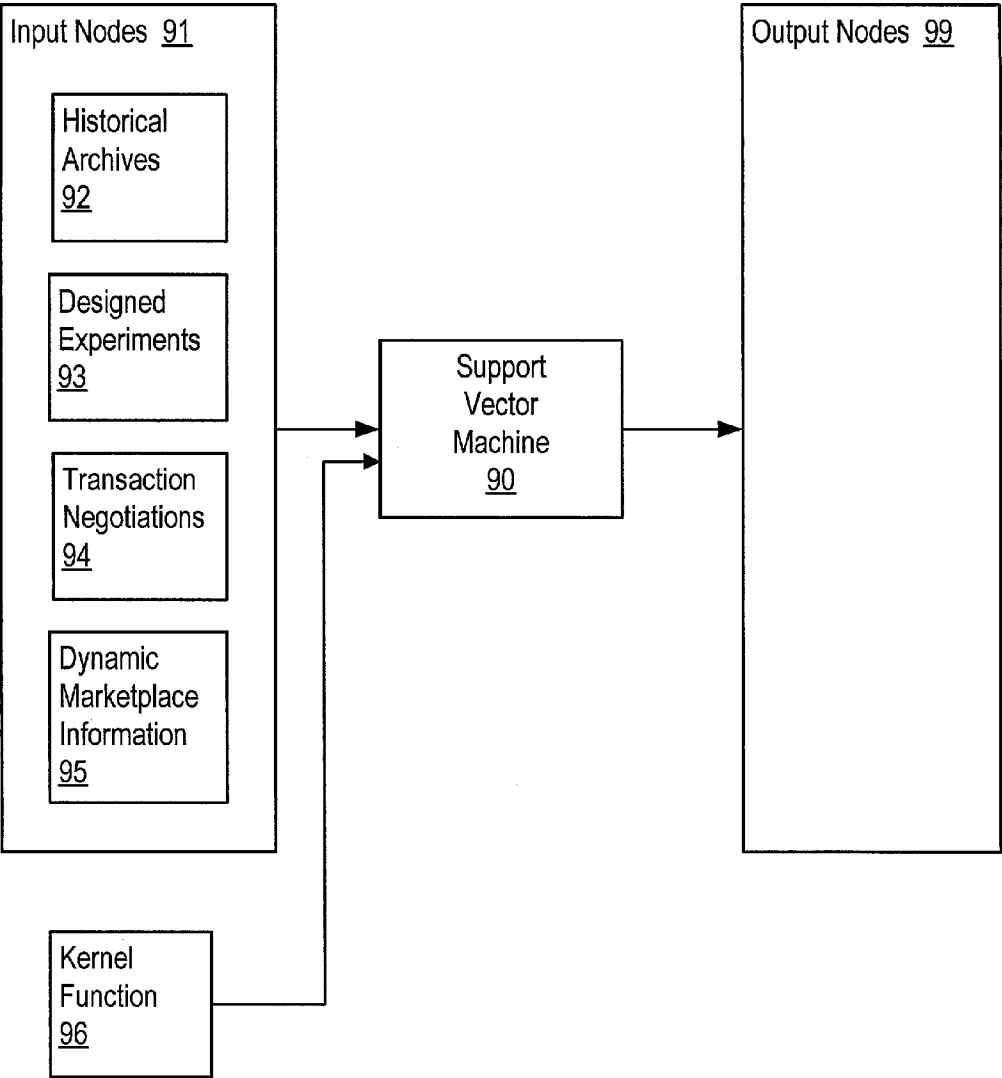 Input Nodes 91
Historical
Archives
92
Designed
Experiments
93
Transaction
Negotiations
94
Dynamic
Marketplace
Information
95
Kernel
Function
96
Support
Vector
Machine
90
Output Nodes 99